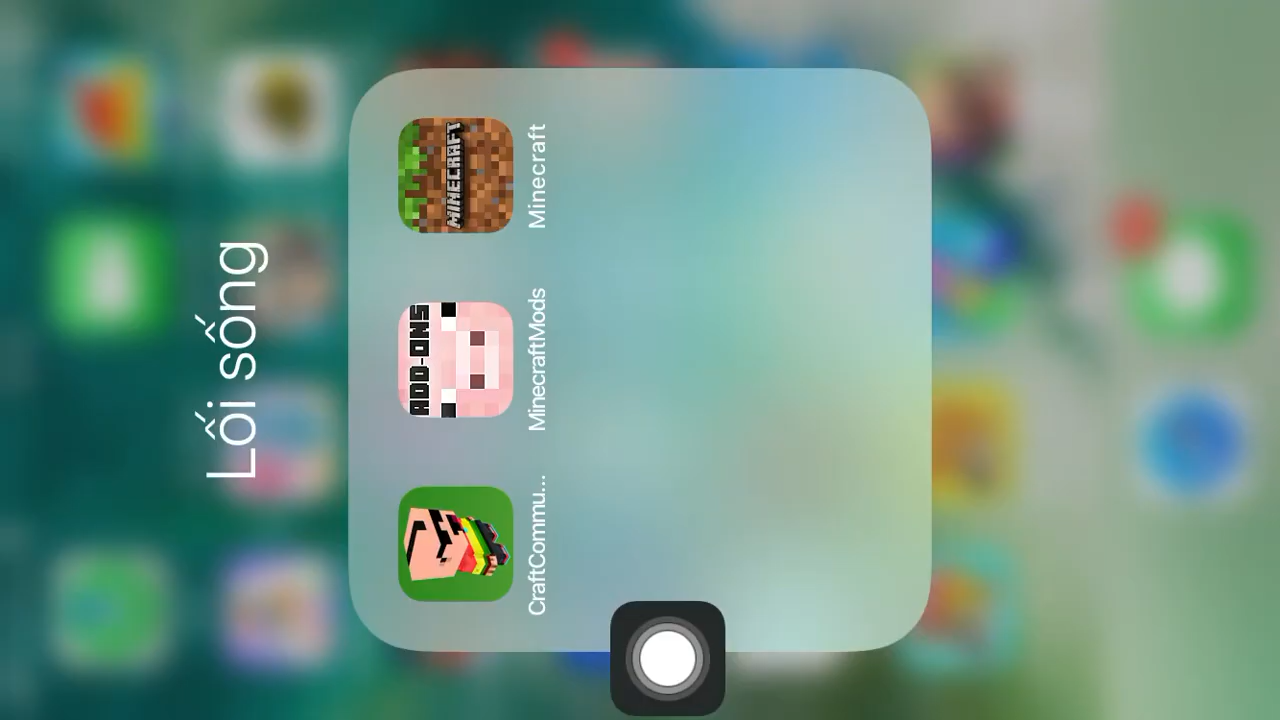 Lối sống
MINECRAFT
ADD-ONS
CraftCommu...
MinecraftMods
Minecraft